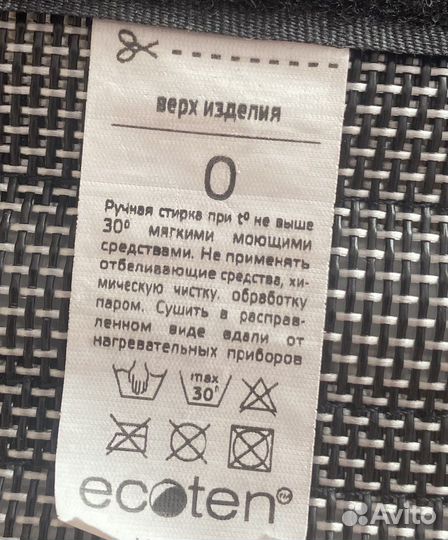 верх изделия
0
Ручная стирка при t° не выше
30° мягкими моющими
средствами. Не применять
отбеливающие средства, хи-
мическую чистку, обработку
паром. Сушить в расправ-
ленном виде вдали от
нагревательных приборов
max
30°
ecoten™
Avito